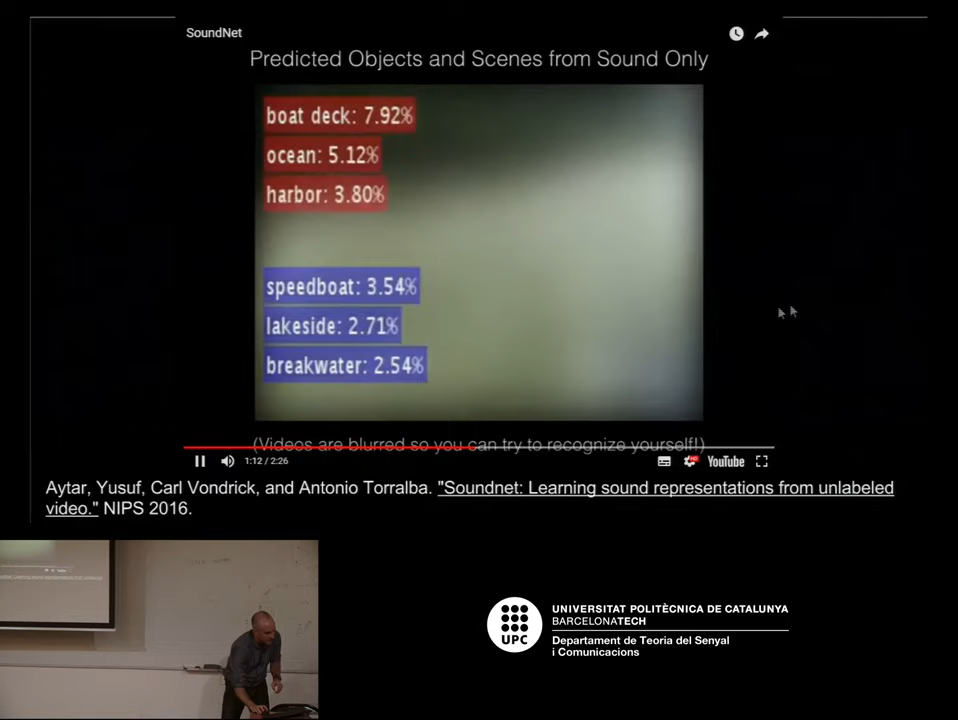 SoundNet
Predicted Objects and Scenes from Sound Only
boat deck: 7.92%
ocean: 5.12%
harbor: 3.80%
speedboat: 3.54%
lakeside: 2.71%
breakwater: 2.54%
(Videos are blurred so you can try to recognize yourself!)
1:12 / 2:26
HD
YouTube
Aytar, Yusuf, Carl Vondrick, and Antonio Torralba. "Soundnet: Learning sound representations from unlabeled
video." NIPS 2016.
UPC
UNIVERSITAT POLITÈCNICA DE CATALUNYA
BARCELONATECH
Departament de Teoria del Senyal
i Comunicacions